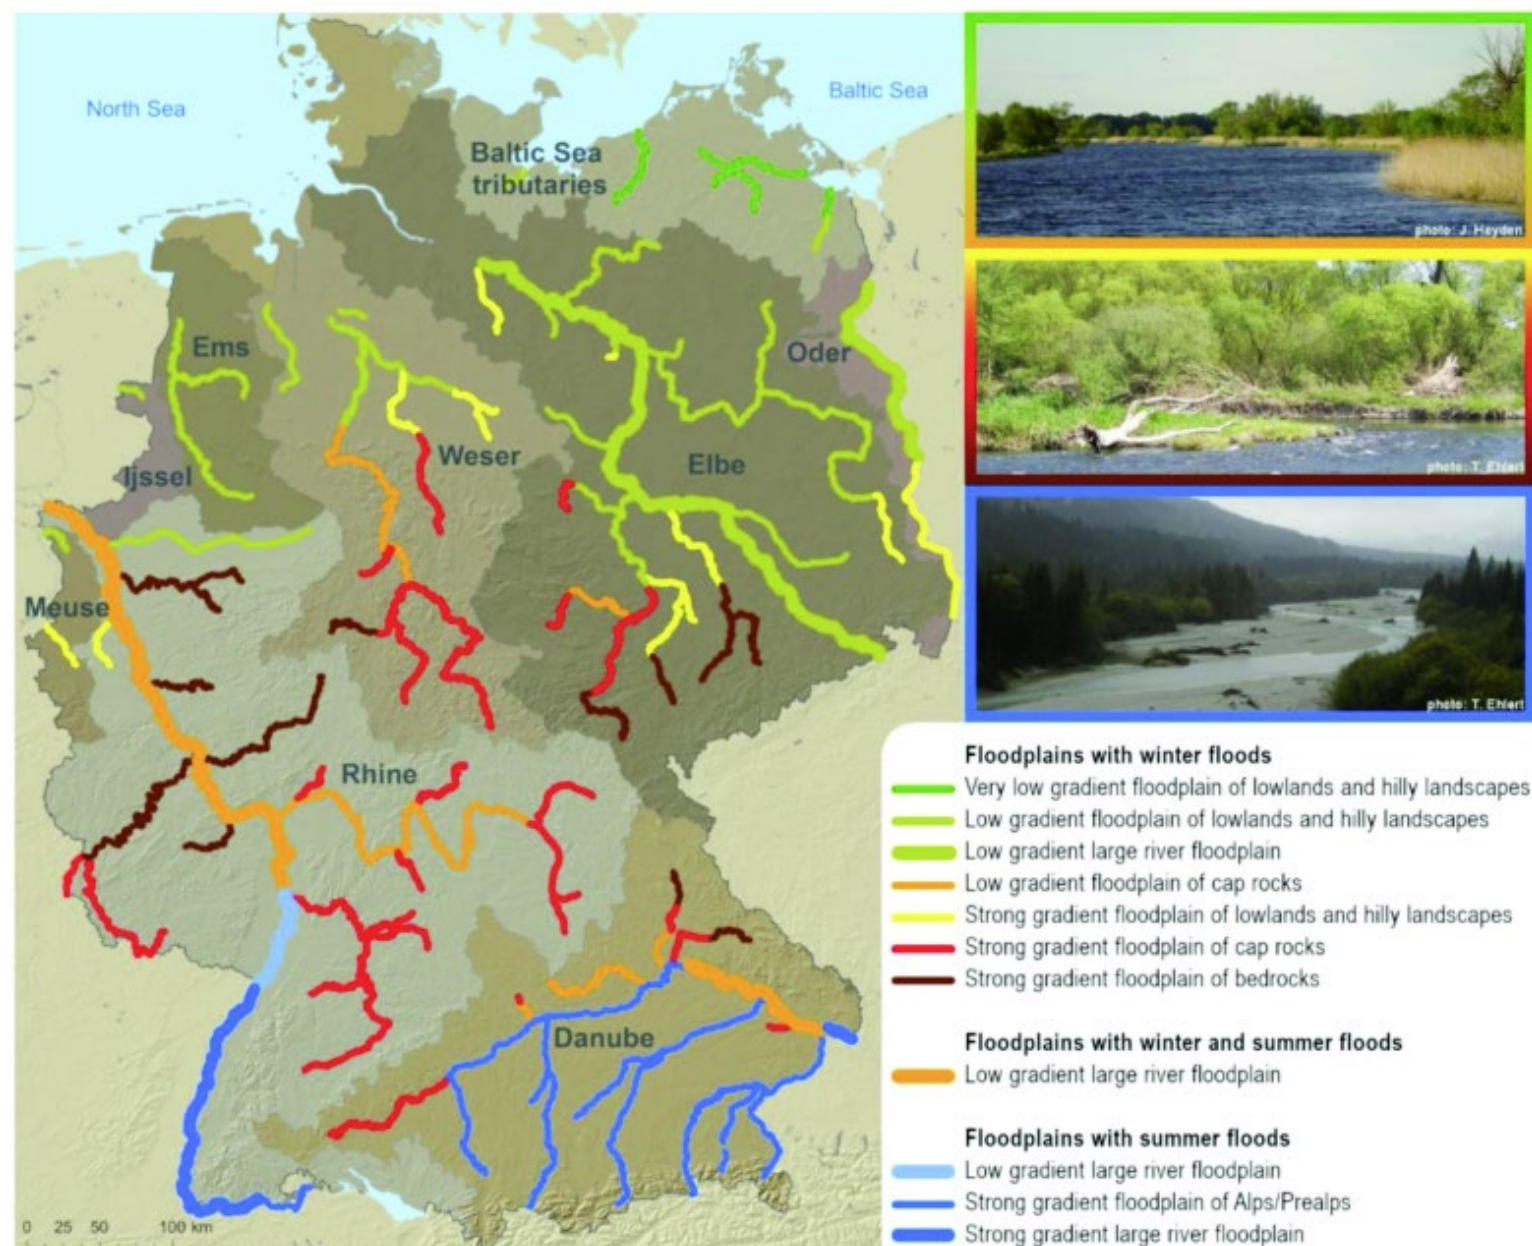 North Sea
Baltic Sea
Baltic Sea
tributaries
Ems
Oder
Weser
Elbe
Ijssel
Meuse
Rhine
Danube
0 25 50 100 km
photo: J. Heyden
photo: T. Ehlert
photo: T. Ehlert
Floodplains with winter floods
Very low gradient floodplain of lowlands and hilly landscapes
Low gradient floodplain of lowlands and hilly landscapes
Low gradient large river floodplain
Low gradient floodplain of cap rocks
Strong gradient floodplain of lowlands and hilly landscapes
Strong gradient floodplain of cap rocks
Strong gradient floodplain of bedrocks
Floodplains with winter and summer floods
Low gradient large river floodplain
Floodplains with summer floods
Low gradient large river floodplain
Strong gradient floodplain of Alps/Prealps
Strong gradient large river floodplain